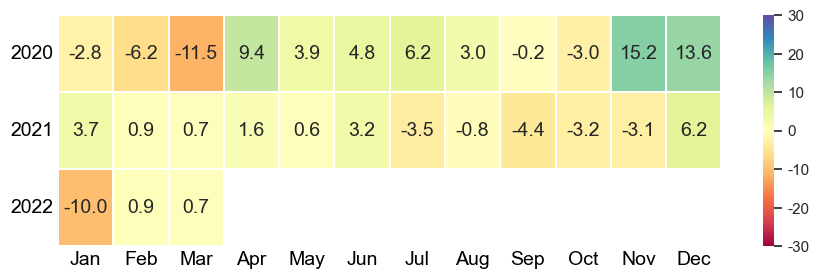 2020 -2.8 -6.2 -11.5 9.4 3.9 4.8 6.2 3.0 -0.2 -3.0 15.2 13.6
2021 3.7 0.9 0.7 1.6 0.6 3.2 -3.5 -0.8 -4.4 -3.2 -3.1 6.2
2022 -10.0 0.9 0.7
Jan Feb Mar Apr May Jun Jul Aug Sep Oct Nov Dec
30
20
10
0
-10
-20
-30